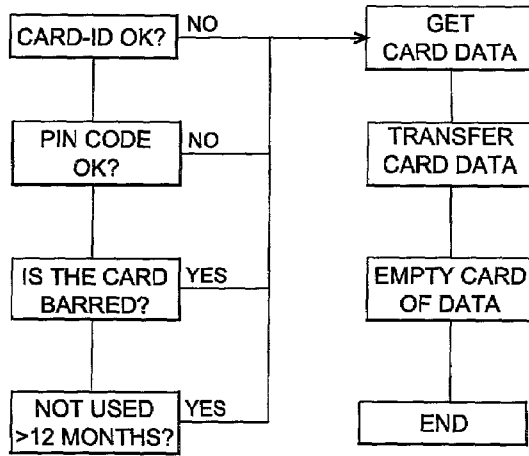 CARD-ID OK?
NO
PIN CODE
OK?
NO
IS THE CARD
BARRED?
YES
NOT USED
>12 MONTHS?
YES
GET
CARD DATA
TRANSFER
CARD DATA
EMPTY CARD
OF DATA
END